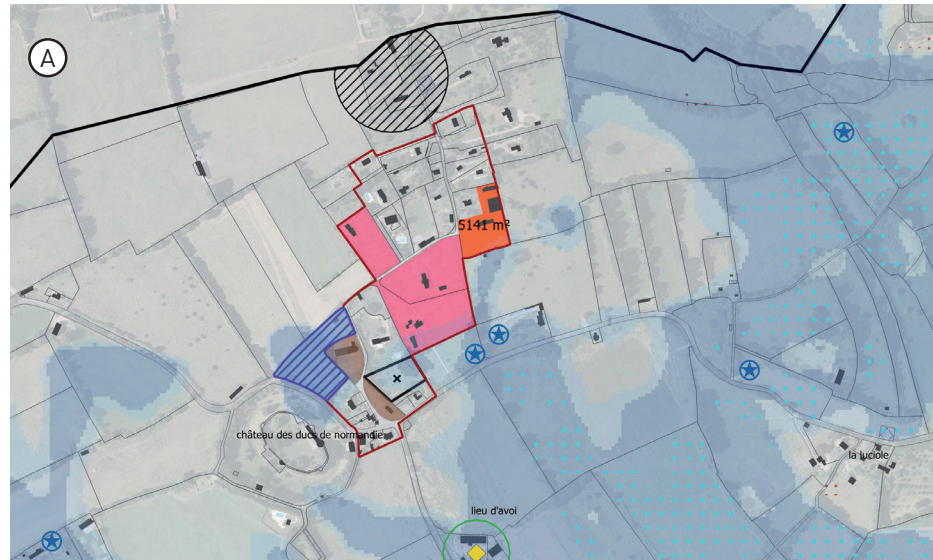 A
5141 m²
château des ducs de normandie
la luciole
lieu d'avoi